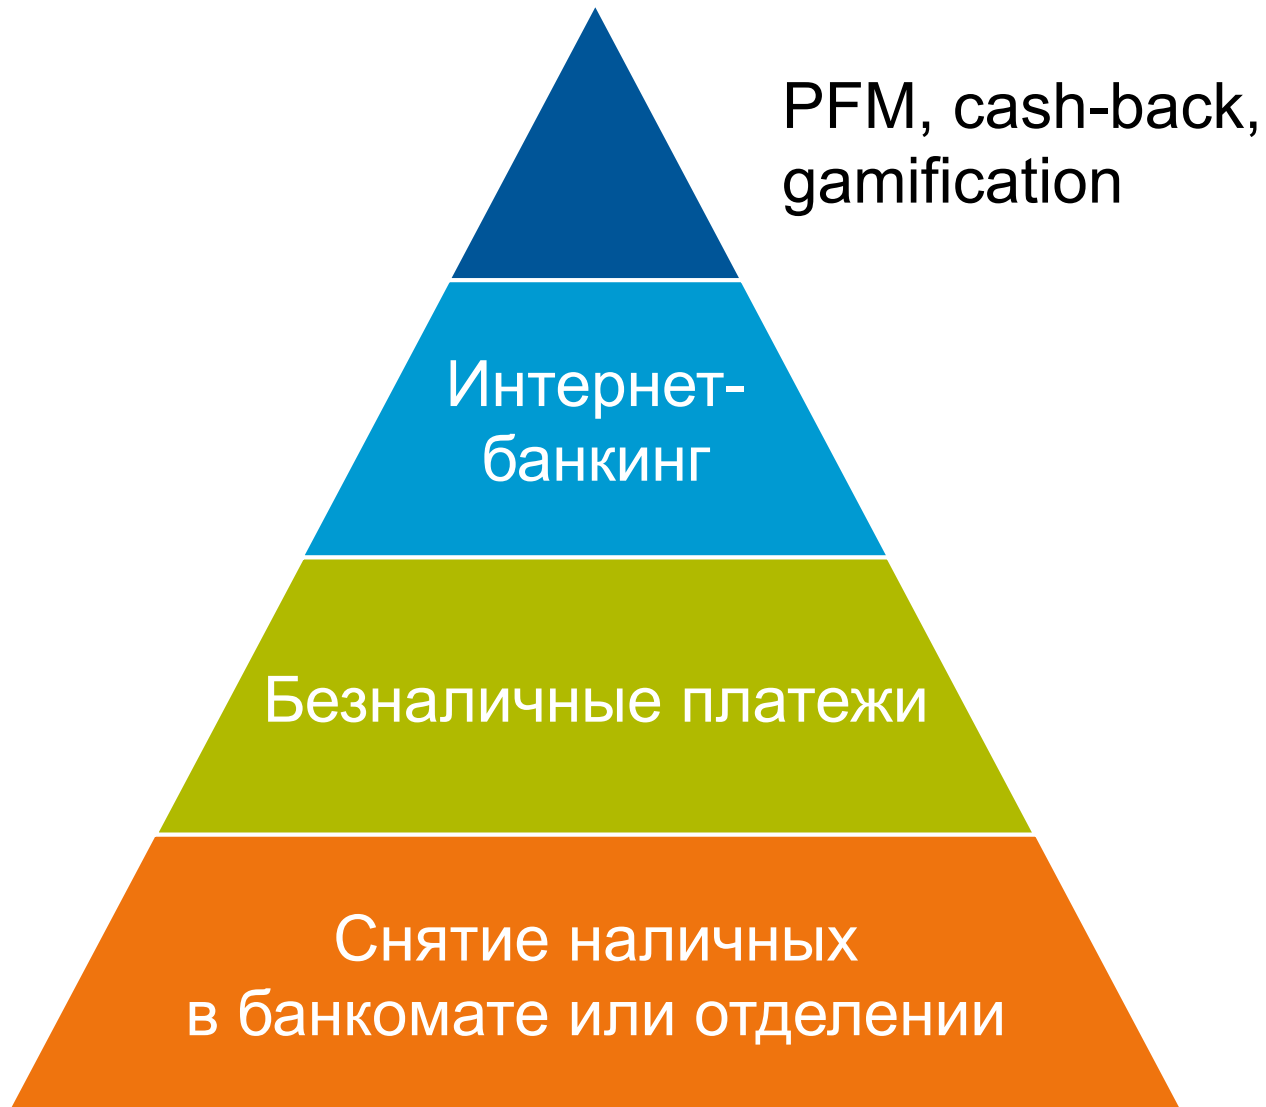 PFM, cash-back,
gamification
Интернет-
банкинг
Безналичные платежи
Снятие наличных
в банкомате или отделении